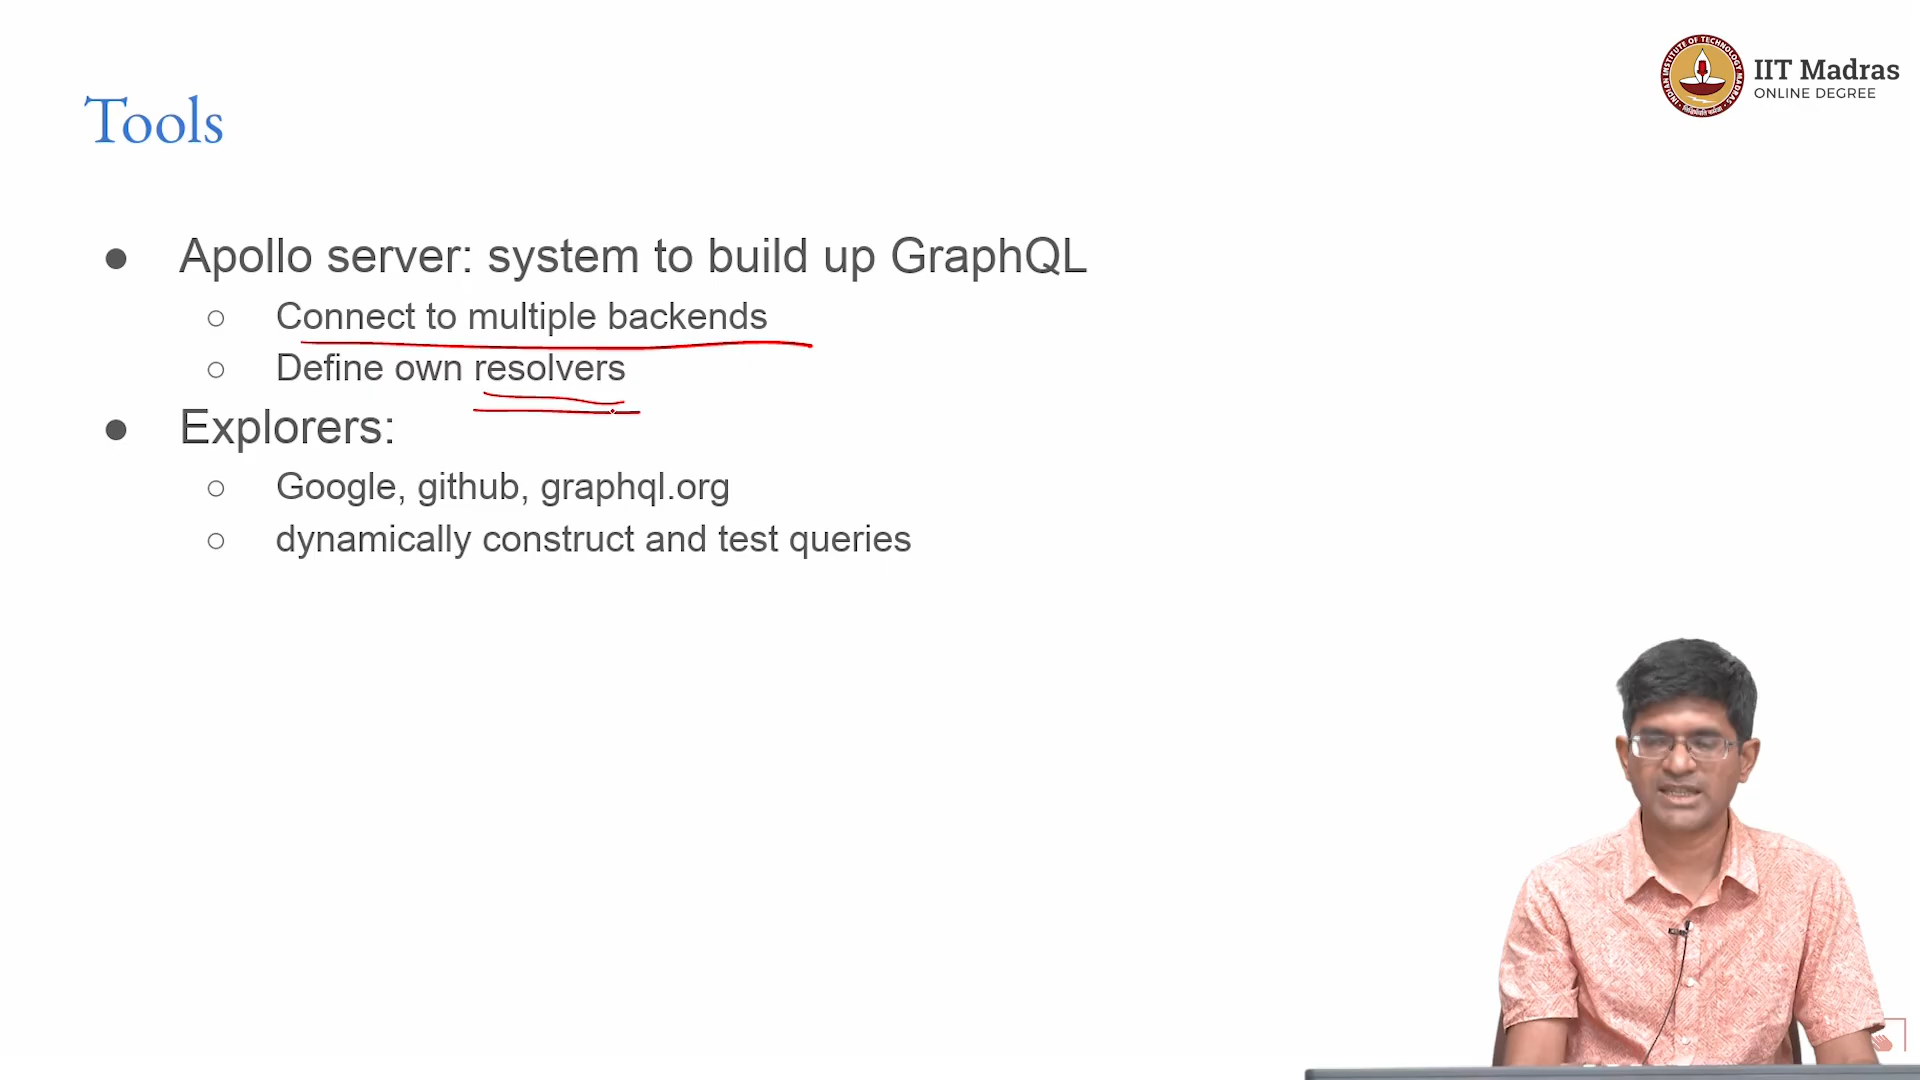 IIT Madras
ONLINE DEGREE
Tools
● Apollo server: system to build up GraphQL
○ Connect to multiple backends
○ Define own resolvers
● Explorers:
○ Google, github, graphql.org
○ dynamically construct and test queries